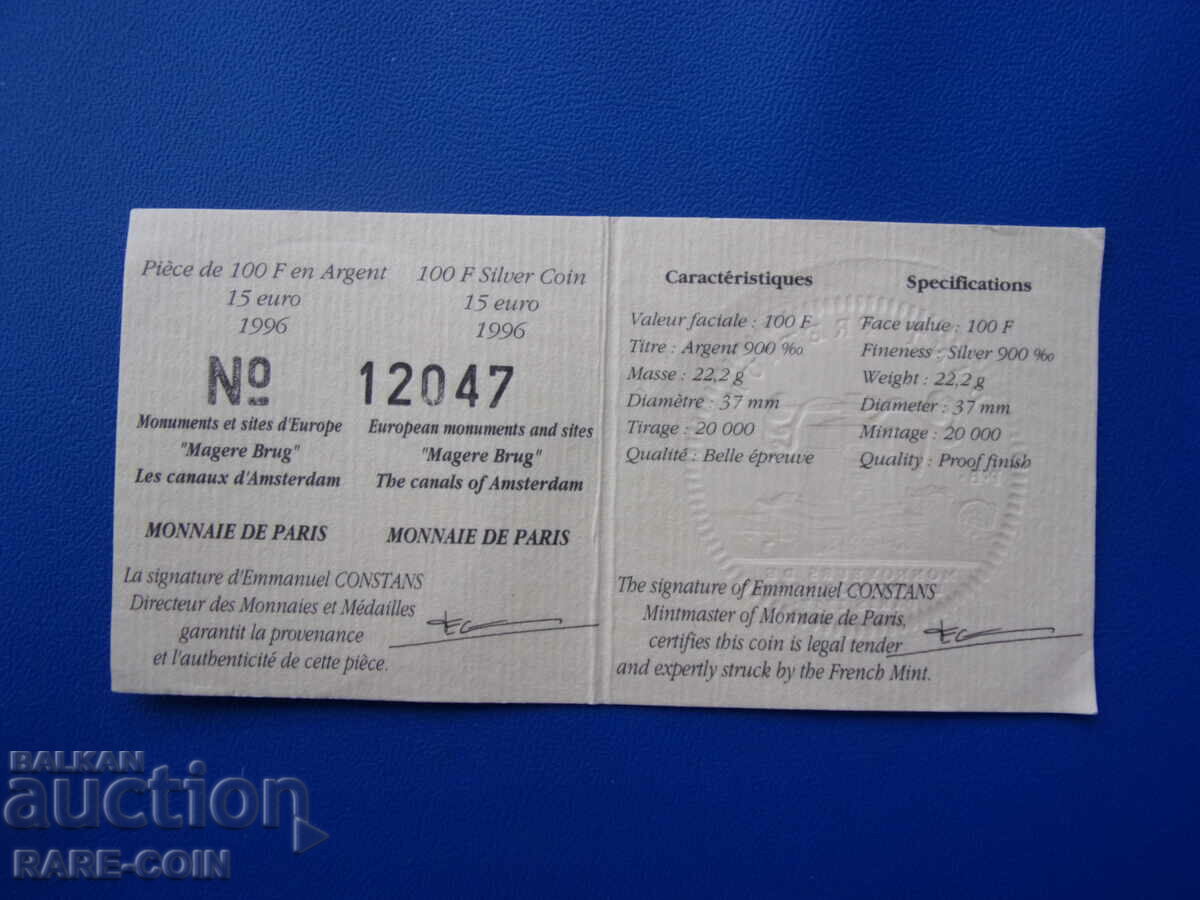 Pièce de 100 F en Argent
15 euro
1996
100 F Silver Coin
15 euro
1996
Nº 12047
Monuments et sites d'Europe
"Magere Brug"
Les canaux d'Amsterdam
European monuments and sites
"Magere Brug"
The canals of Amsterdam
MONNAIE DE PARIS
MONNAIE DE PARIS
La signature d'Emmanuel CONSTANS
Directeur des Monnaies et Médailles
garantit la provenance
et l'authenticité de cette pièce.
Caractéristiques
Valeur faciale : 100 F
Titre : Argent 900 ‰
Masse : 22,2 g
Diamètre : 37 mm
Tirage : 20 000
Qualité : Belle épreuve
Specifications
Face value : 100 F
Fineness : Silver 900 ‰
Weight : 22,2 g
Diameter : 37 mm
Mintage : 20 000
Quality : Proof finish
The signature of Emmanuel CONSTANS
Mintmaster of Monnaie de Paris,
certifies this coin is legal tender
and expertly struck by the French Mint.
BALKAN
auction
RARE-COIN